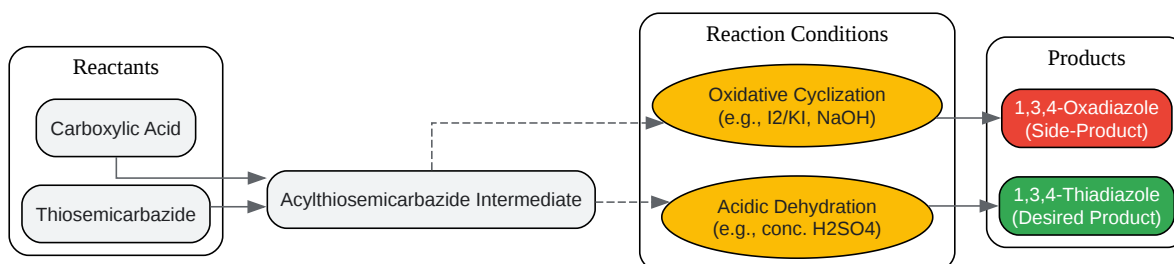 Reactants
Carboxylic Acid
Thiosemicarbazide
Acylthiosemicarbazide Intermediate
Reaction Conditions
Oxidative Cyclization
(e.g., I2/KI, NaOH)
Acidic Dehydration
(e.g., conc. H2SO4)
Products
1,3,4-Oxadiazole
(Side-Product)
1,3,4-Thiadiazole
(Desired Product)